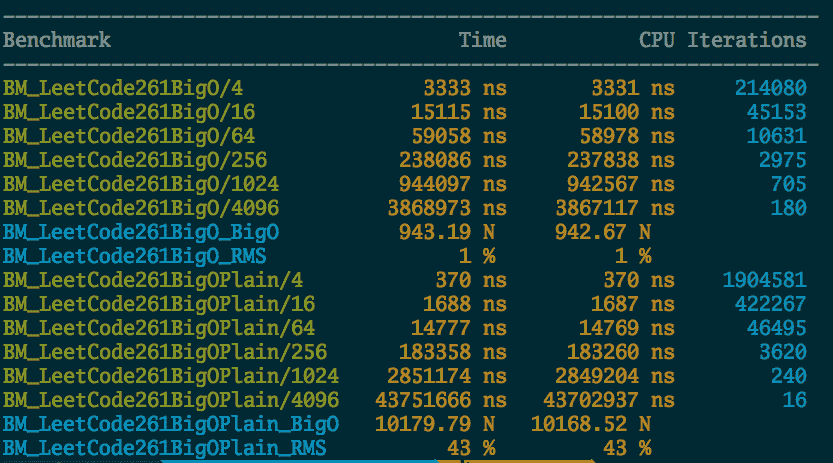 Benchmark Time CPU Iterations
BM_LeetCode261BigO/4 3333 ns 3331 ns 214080
BM_LeetCode261BigO/16 15115 ns 15100 ns 45153
BM_LeetCode261BigO/64 59058 ns 58978 ns 10631
BM_LeetCode261BigO/256 238086 ns 237838 ns 2975
BM_LeetCode261BigO/1024 944097 ns 942567 ns 705
BM_LeetCode261BigO/4096 3868973 ns 3867117 ns 180
BM_LeetCode261BigO_BigO 943.19 N 942.67 N
BM_LeetCode261BigO_RMS 1 % 1 %
BM_LeetCode261BigOPlain/4 370 ns 370 ns 1904581
BM_LeetCode261BigOPlain/16 1688 ns 1687 ns 422267
BM_LeetCode261BigOPlain/64 14777 ns 14769 ns 46495
BM_LeetCode261BigOPlain/256 183358 ns 183260 ns 3620
BM_LeetCode261BigOPlain/1024 2851174 ns 2849204 ns 240
BM_LeetCode261BigOPlain/4096 43751666 ns 43702937 ns 16
BM_LeetCode261BigOPlain_BigO 10179.79 N 10168.52 N
BM_LeetCode261BigOPlain_RMS 43 % 43 %